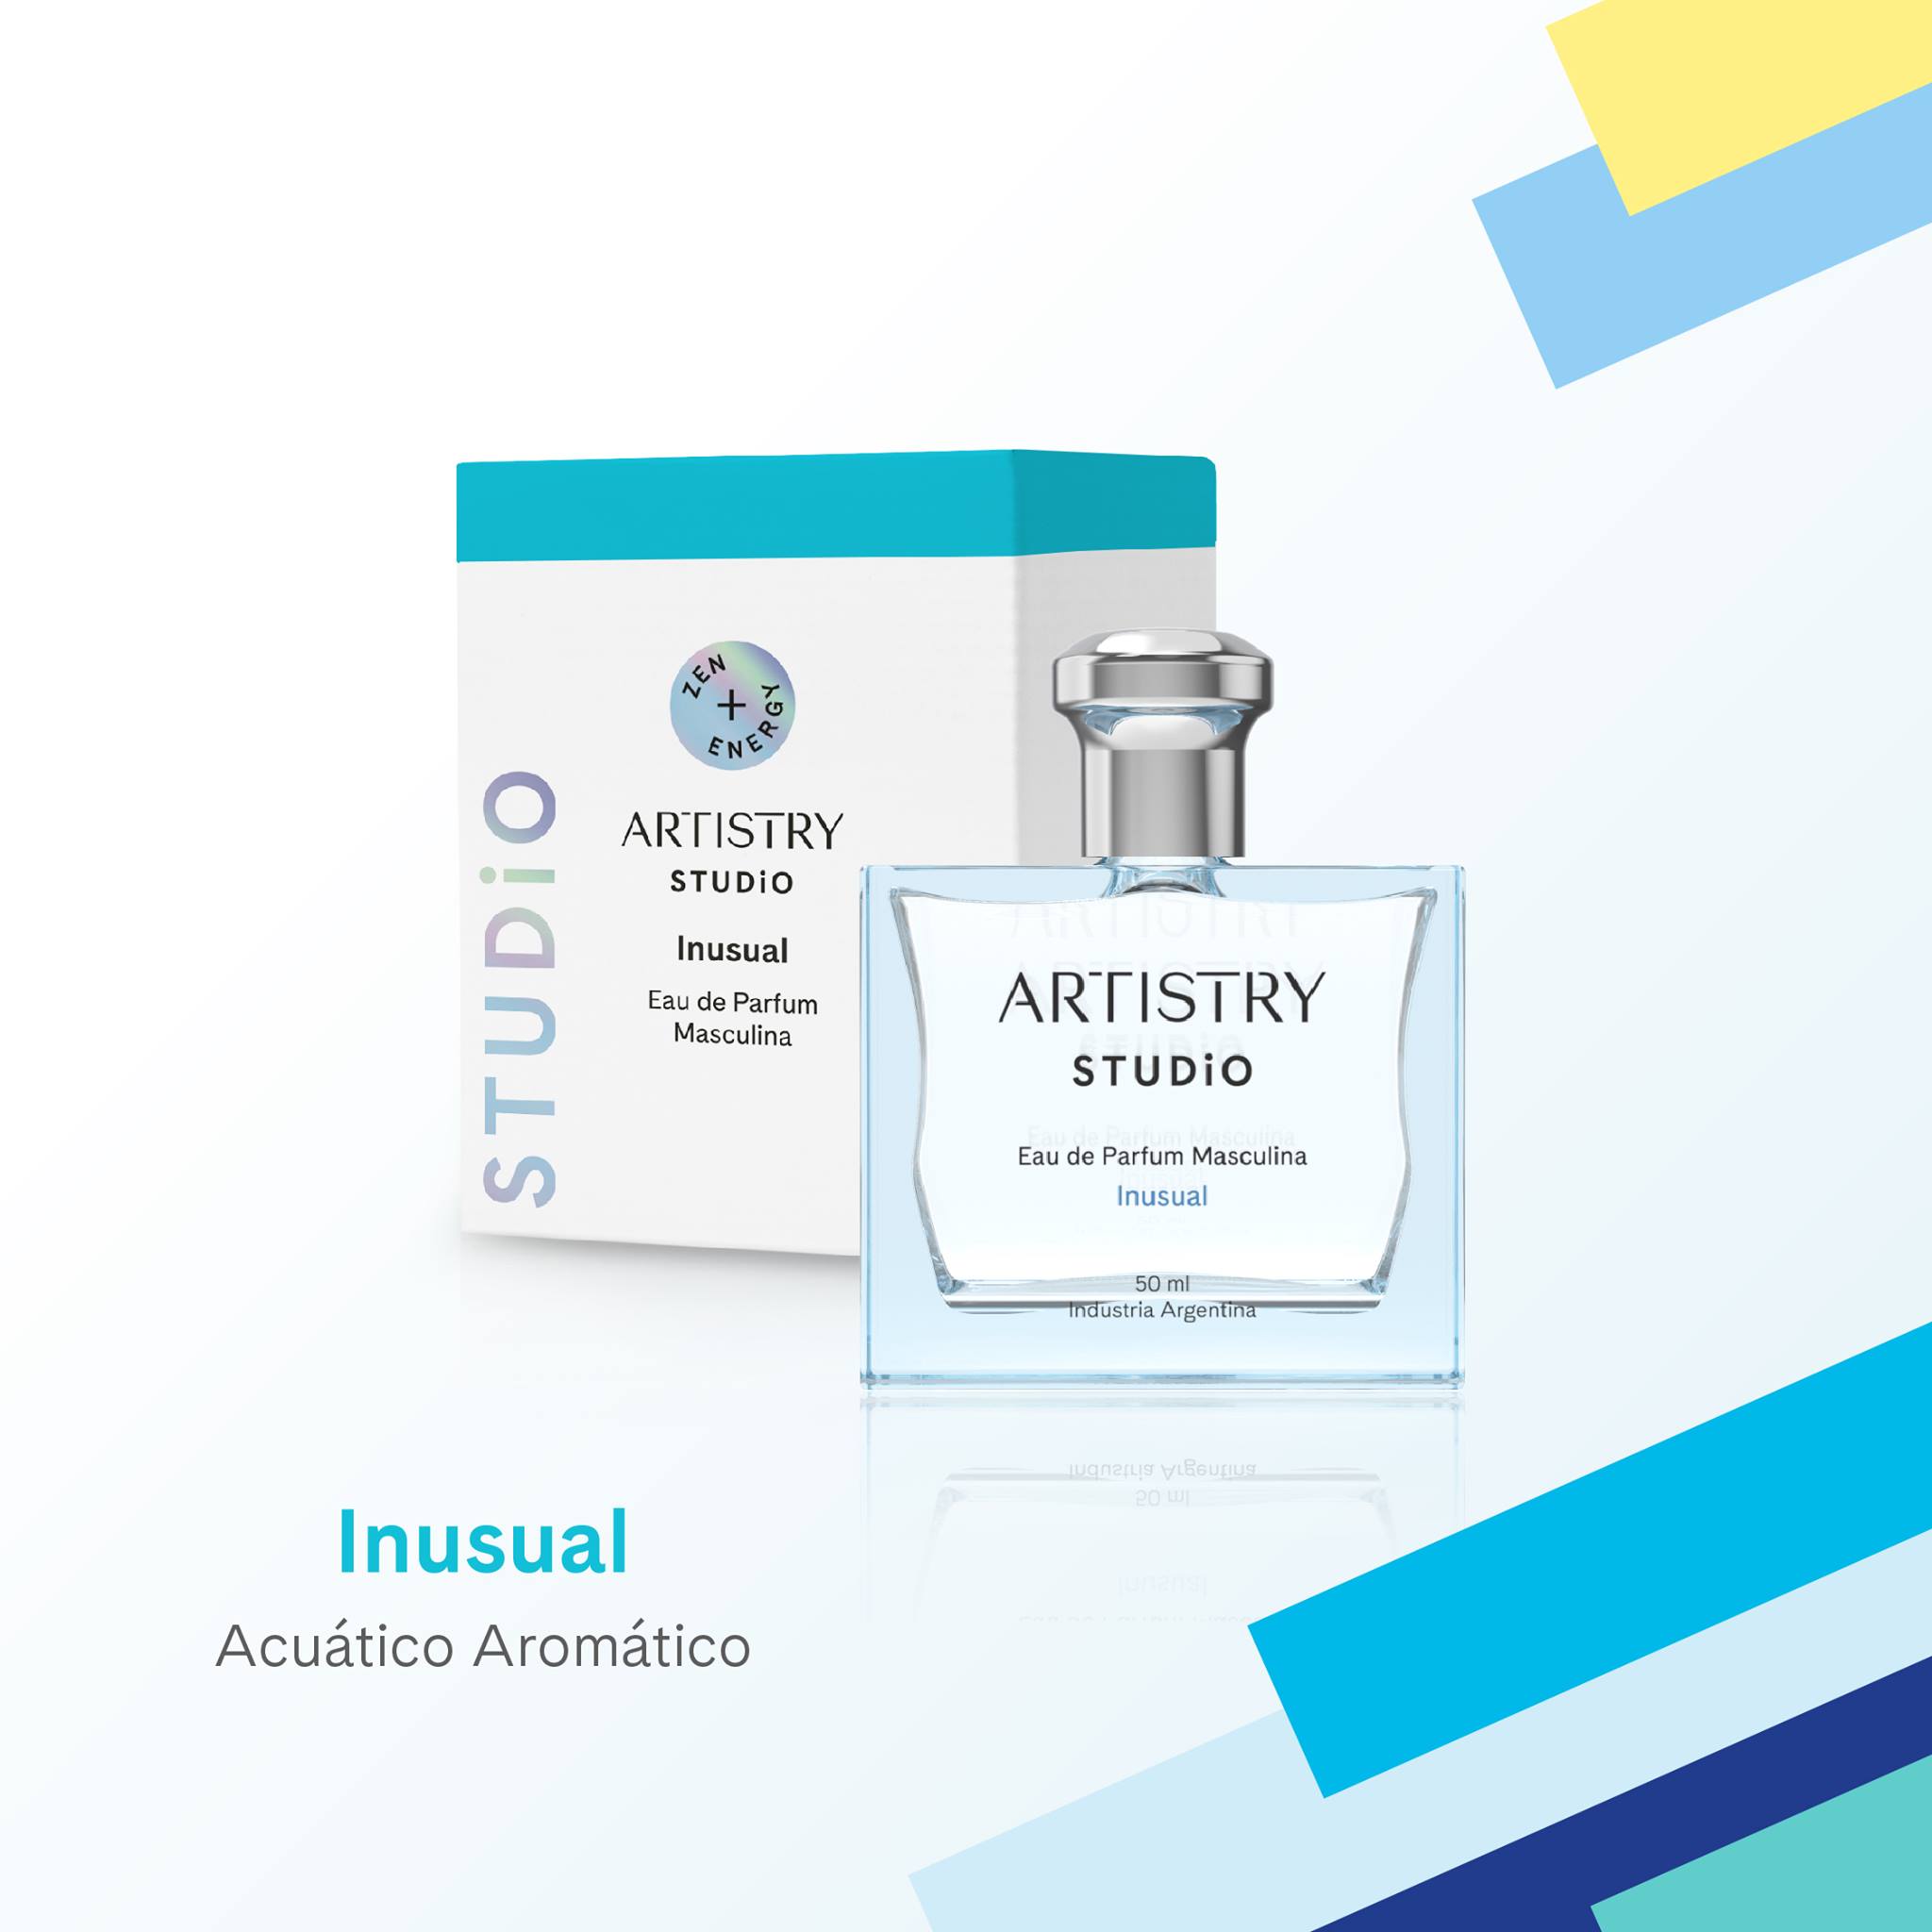 ZEN
+
ENERGY
STUDiO
ARTISTRY
STUDiO
Inusual
Eau de Parfum
Masculina
ARTISTRY
STUDiO
Eau de Parfum Masculina
Inusual
50 ml
Industria Argentina
Inusual
Acuático Aromático